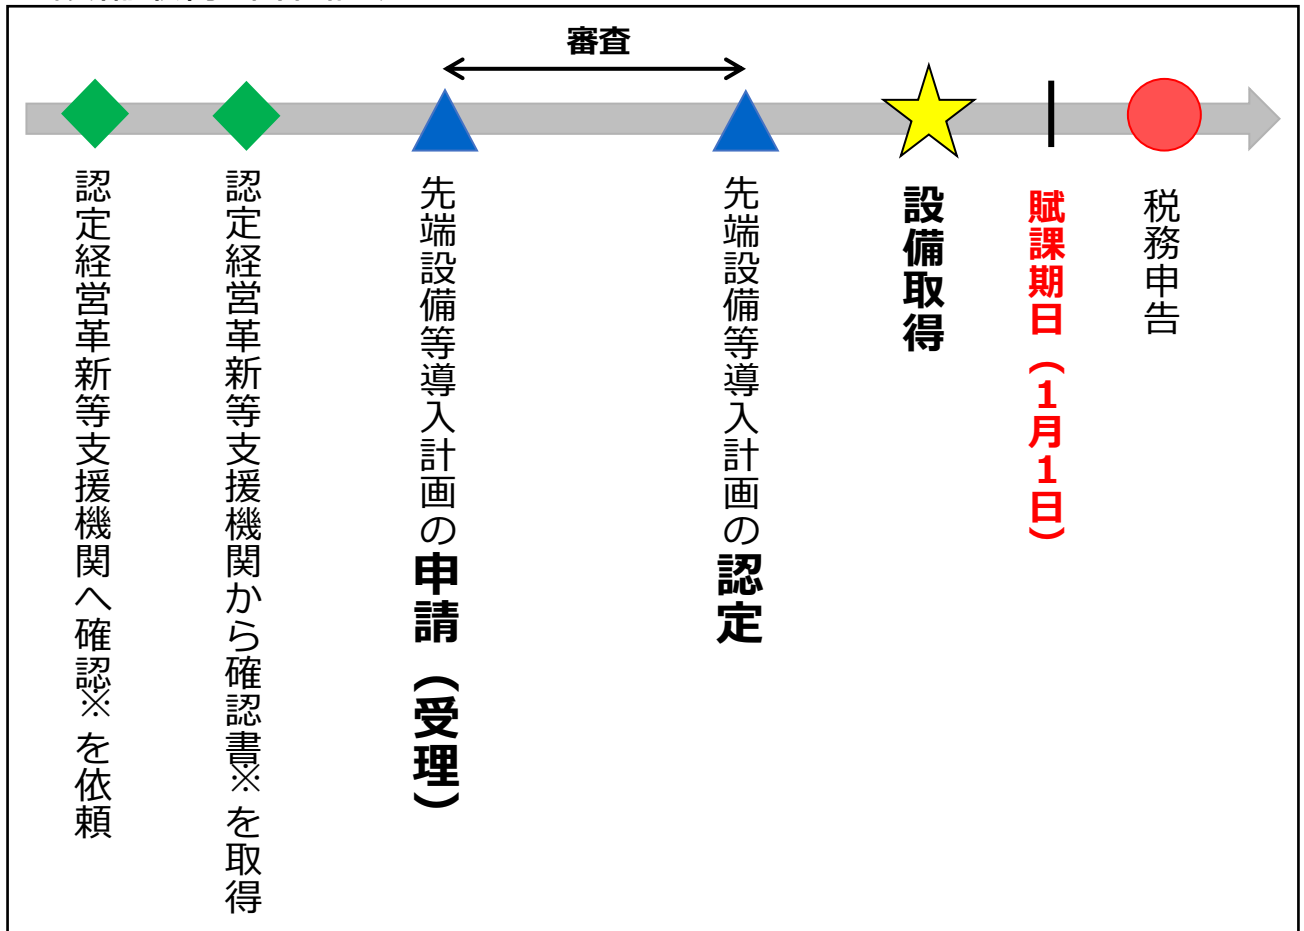 審査
認定経営革新等支援機関へ確認※を依頼
認定経営革新等支援機関から確認書※を取得
先端設備等導入計画の申請（受理）
先端設備等導入計画の認定
設備取得
賦課期日（１月１日）
税務申告